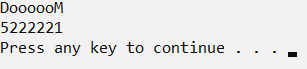 DoooooM
5222221
Press any key to continue . . .